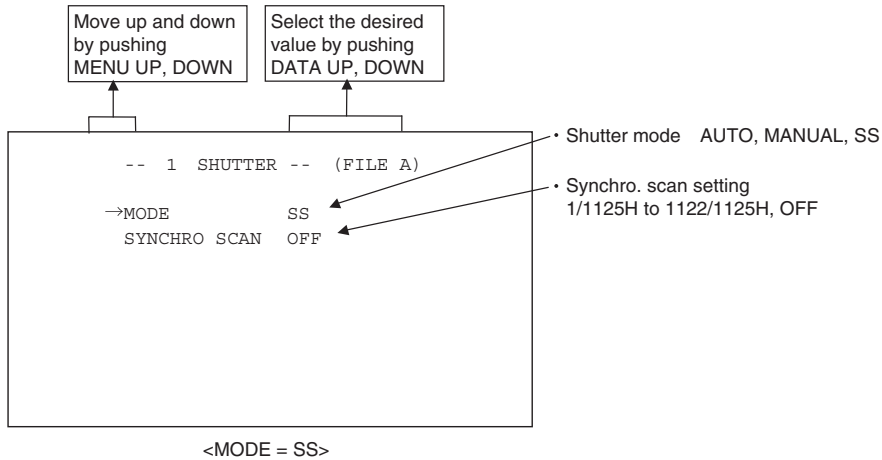 Move up and down
by pushing
MENU UP, DOWN
Select the desired
value by pushing
DATA UP, DOWN
-- 1 SHUTTER -- (FILE A)
→MODE SS
SYNCHRO SCAN OFF
・Shutter mode AUTO, MANUAL, SS
・Synchro. scan setting
1/1125H to 1122/1125H, OFF
<MODE = SS>